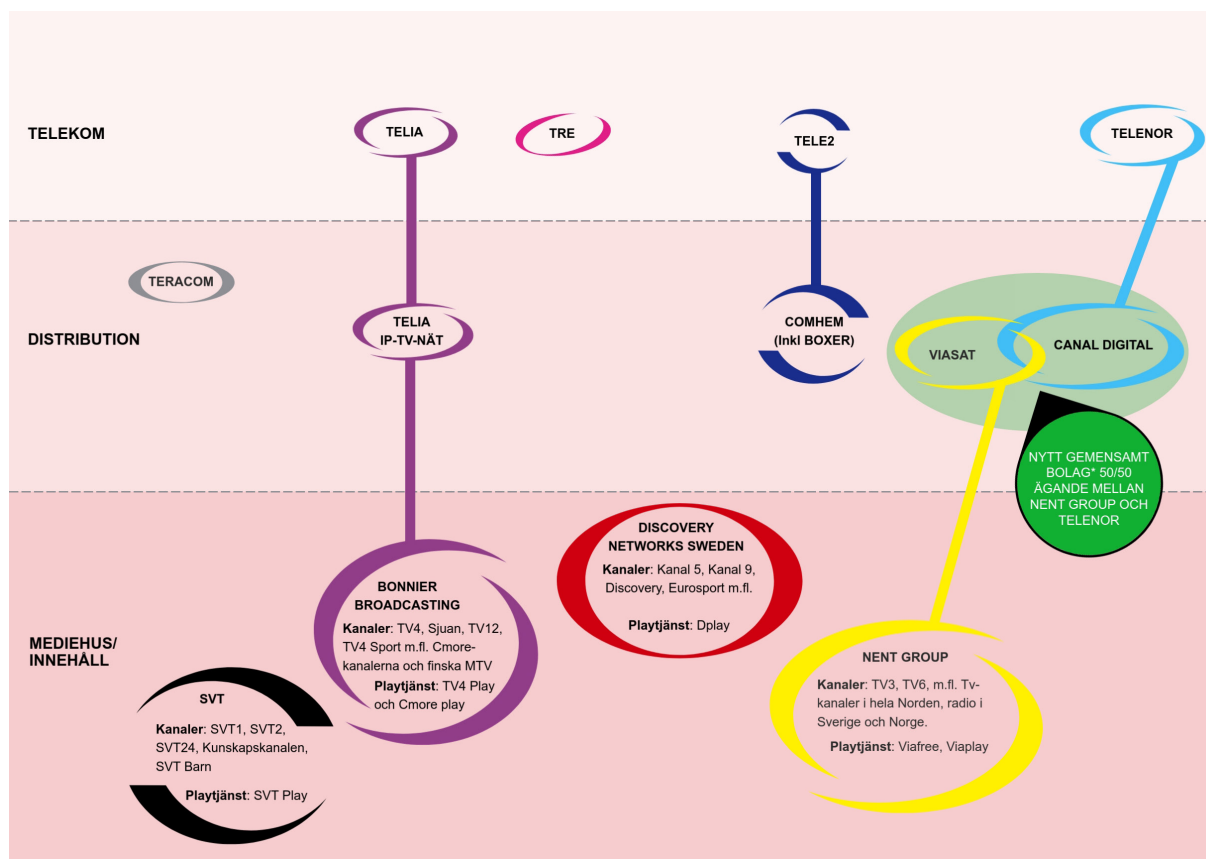 TELEKOM
TELIA
TRE
TELE2
TELENOR
TERACOM
DISTRIBUTION
TELIA
IP-TV-NÄT
COMHEM
(Inkl BOXER)
VIASAT
CANAL DIGITAL
NYTT GEMENSAMT
BOLAG* 50/50
ÄGANDE MELLAN
NENT GROUP OCH
TELENOR
DISCOVERY
NETWORKS SWEDEN
Kanaler: Kanal 5, Kanal 9,
Discovery, Eurosport m.fl.
Playtjänst: Dplay
BONNIER
BROADCASTING
Kanaler: TV4, Sjuan, TV12,
TV4 Sport m.fl. Cmore-
kanalerna och finska MTV
Playtjänst: TV4 Play
och Cmore play
MEDIEHUS/
INNEHÅLL
NENT GROUP
Kanaler: TV3, TV6, m.fl. Tv-
kanaler i hela Norden, radio i
Sverige och Norge.
Playtjänst: Viafree, Viaplay
SVT
Kanaler: SVT1, SVT2,
SVT24, Kunskapskanalen,
SVT Barn
Playtjänst: SVT Play